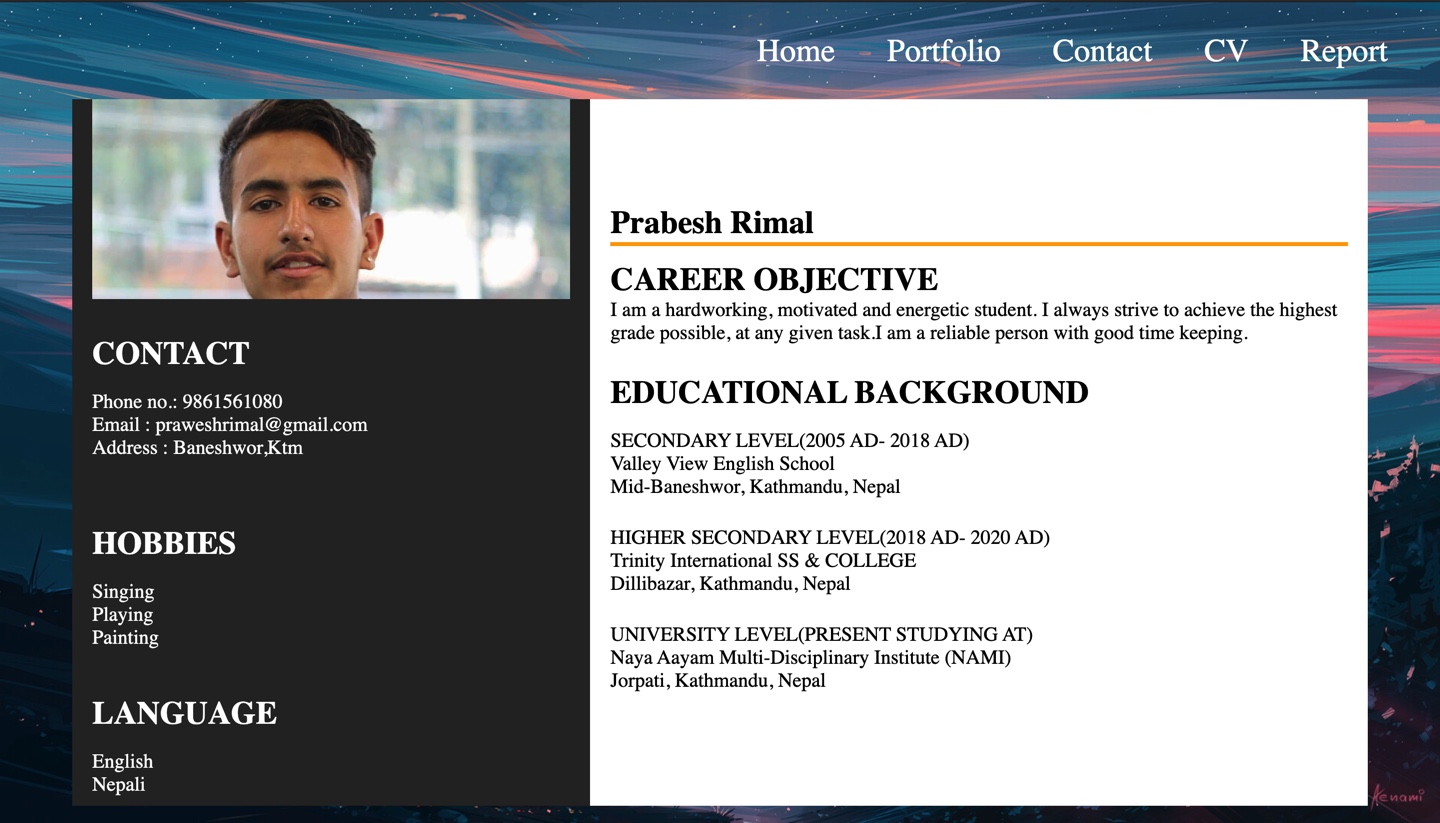 Home Portfolio Contact CV Report
CONTACT
Phone no.: 9861561080
Email : praweshrimal@gmail.com
Address : Baneshwor,Ktm
HOBBIES
Singing
Playing
Painting
LANGUAGE
English
Nepali
Prabesh Rimal
CAREER OBJECTIVE
I am a hardworking, motivated and energetic student. I always strive to achieve the highest
grade possible, at any given task.I am a reliable person with good time keeping.
EDUCATIONAL BACKGROUND
SECONDARY LEVEL(2005 AD- 2018 AD)
Valley View English School
Mid-Baneshwor, Kathmandu, Nepal
HIGHER SECONDARY LEVEL(2018 AD- 2020 AD)
Trinity International SS & COLLEGE
Dillibazar, Kathmandu, Nepal
UNIVERSITY LEVEL(PRESENT STUDYING AT)
Naya Aayam Multi-Disciplinary Institute (NAMI)
Jorpati, Kathmandu, Nepal
Aenami